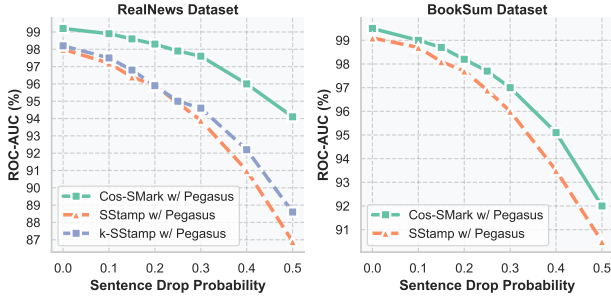 RealNews Dataset
ROC-AUC (%)
99
98
97
96
95
94
93
92
91
90
89
88
87
Cos-SMark w/ Pegasus
SStamp w/ Pegasus
k-SStamp w/ Pegasus
0.0 0.1 0.2 0.3 0.4 0.5
Sentence Drop Probability
BookSum Dataset
ROC-AUC (%)
99
98
97
96
95
94
93
92
91
Cos-SMark w/ Pegasus
SStamp w/ Pegasus
0.0 0.1 0.2 0.3 0.4 0.5
Sentence Drop Probability